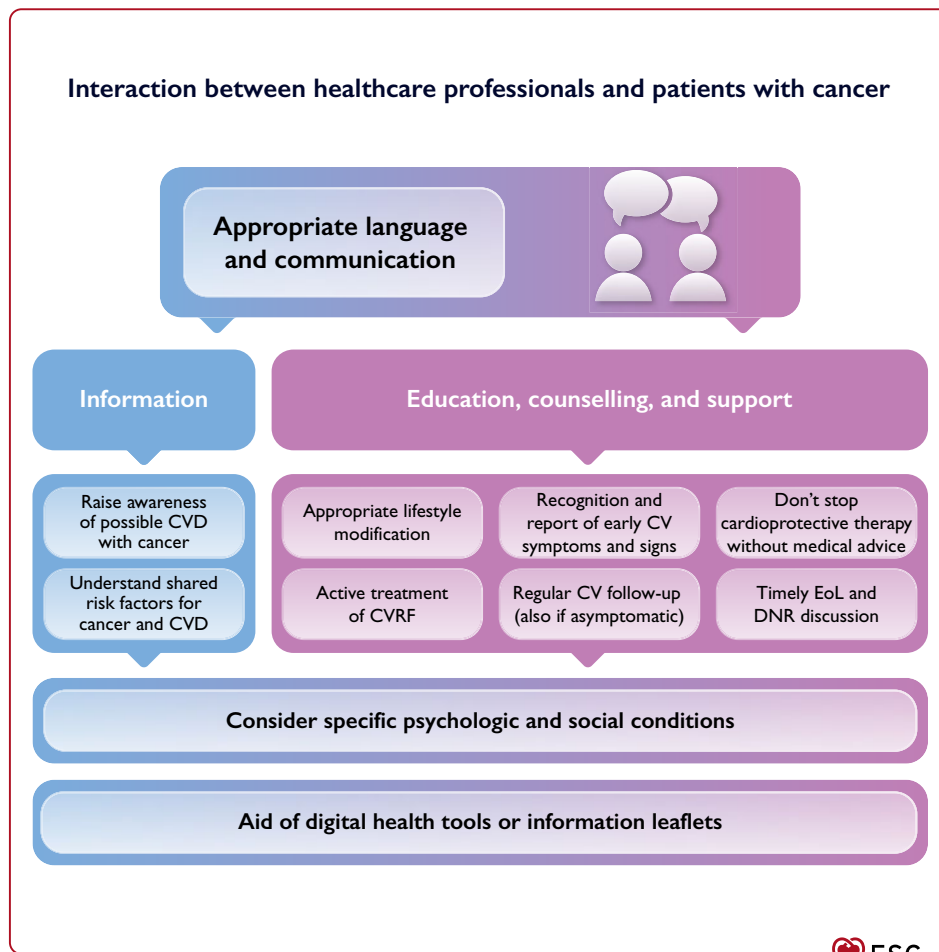 Interaction between healthcare professionals and patients with cancer
Appropriate language
and communication
Information
Education, counselling, and support
Raise awareness
of possible CVD
with cancer
Understand shared
risk factors for
cancer and CVD
Appropriate lifestyle
modification
Recognition and
report of early CV
symptoms and signs
Don't stop
cardioprotective therapy
without medical advice
Active treatment
of CVRF
Regular CV follow-up
(also if asymptomatic)
Timely EoL and
DNR discussion
Consider specific psychologic and social conditions
Aid of digital health tools or information leaflets
ESC